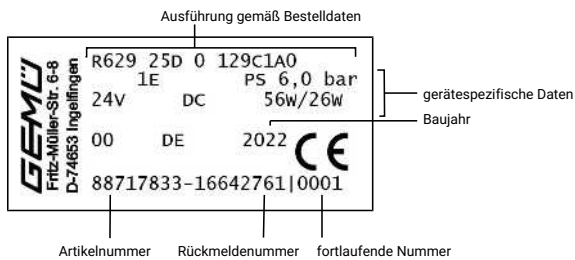 Ausführung gemäß Bestelldaten
GEMÜ
Fritz-Müller-Str. 6-8
D-74653 Ingelfingen
R629 25D 0 129C1A0
1E PS 6,0 bar
24V DC 56W/26W
gerätespezifische Daten
Baujahr
00 DE 2022 CE
88717833-16642761|0001
Artikelnummer Rückmeldenummer fortlaufende Nummer